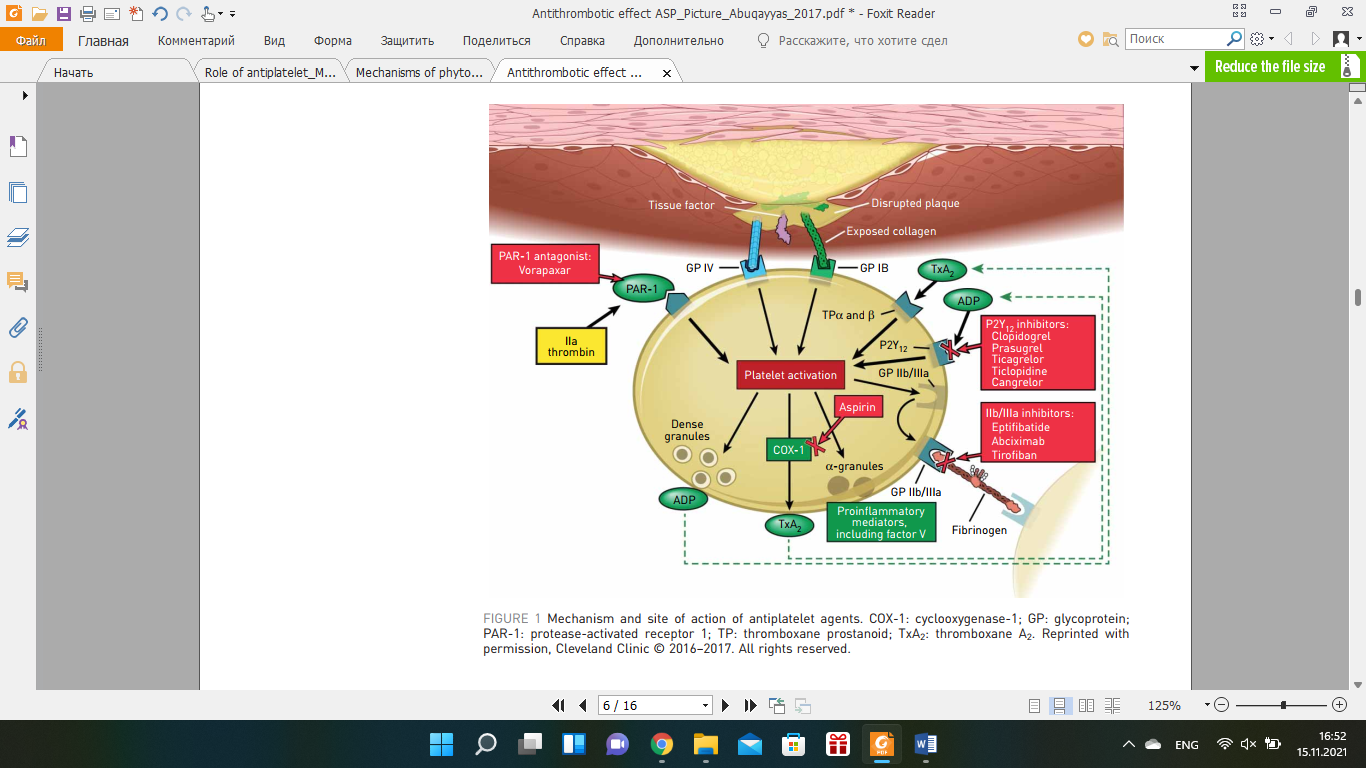 Antithrombotic effect ASP_Picture_Abuqayyas_2017.pdf * - Foxit Reader
Файл
Главная
Комментарий
Вид
Форма
Защитить
Поделиться
Справка
Дополнительно
Расскажите, что хотите сдел
Поиск
Начать
Role of antiplatelet_M...
Mechanisms of phyto...
Antithrombotic effect ...
Reduce the file size
Tissue factor
Disrupted plaque
Exposed collagen
PAR-1 antagonist:
Vorapaxar
GP IV
GP IB
TxA₂
PAR-1
ADP
TPα and β
IIa
thrombin
P2Y₁₂
P2Y₁₂ inhibitors:
Clopidogrel
Prasugrel
Ticagrelor
Ticlopidine
Cangrelor
Platelet activation
GP IIb/IIIa
Aspirin
IIb/IIIa inhibitors:
Eptifibatide
Abciximab
Tirofiban
Dense
granules
COX-1
α-granules
GP IIb/IIIa
ADP
TxA₂
Proinflammatory
mediators,
including factor V
Fibrinogen
FIGURE 1 Mechanism and site of action of antiplatelet agents. COX-1: cyclooxygenase-1; GP: glycoprotein;
PAR-1: protease-activated receptor 1; TP: thromboxane prostanoid; TxA₂: thromboxane A₂. Reprinted with
permission, Cleveland Clinic © 2016–2017. All rights reserved.
6 / 16
125%
ENG
16:52
15.11.2021